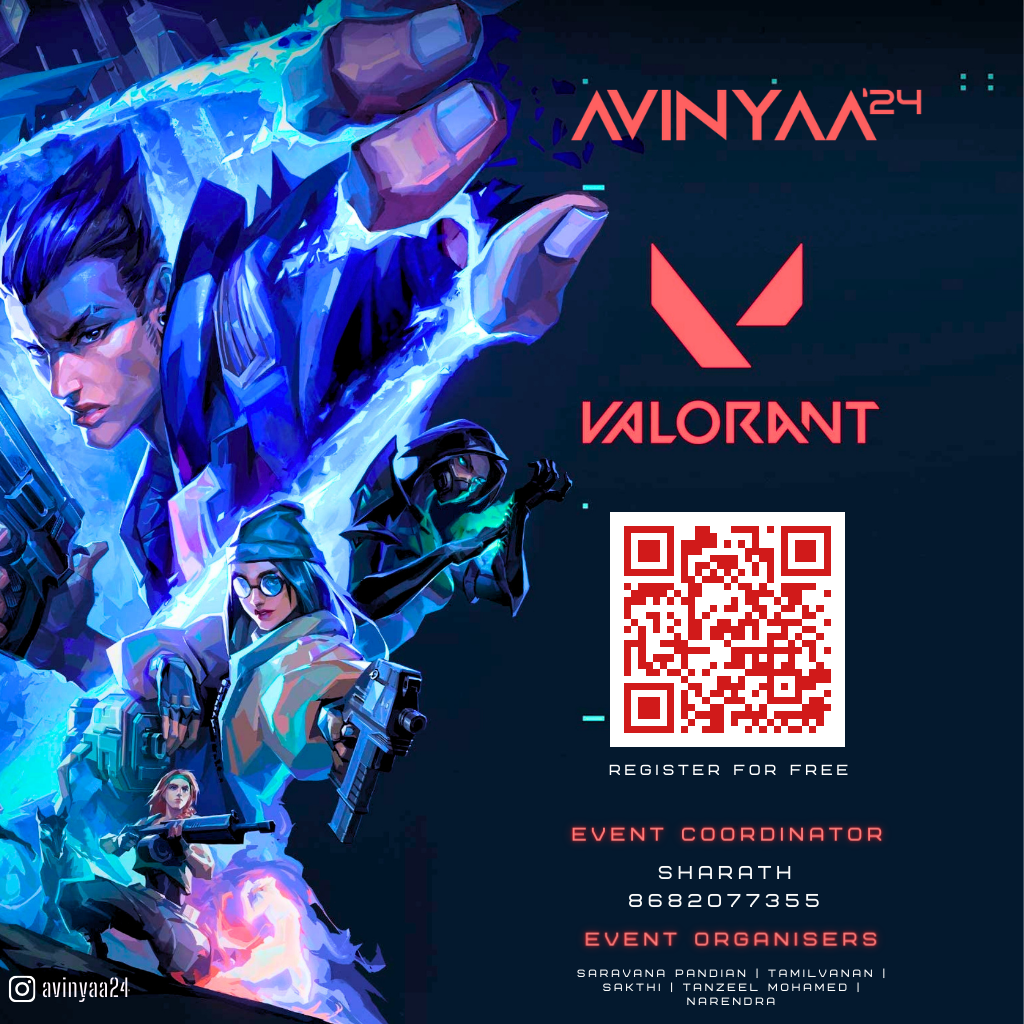 AVINYAA'24
VALORANT
REGISTER FOR FREE
EVENT COORDINATOR
SHARATH
8682077355
EVENT ORGANISERS
SARAVANA PANDIAN | TAMILVANAN |
SAKTHI | TANZEEL MOHAMED |
NARENDRA
avinyaa24